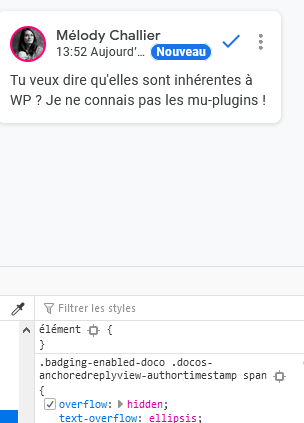 Mélody Challier
13:52 Aujourd'... Nouveau
Tu veux dire qu'elles sont inhérentes à
WP ? Je ne connais pas les mu-plugins !
Filtrer les styles
élément {
}
.badging-enabled-doco .docos-
anchoredreplyview-authortimestamp span
{
overflow: hidden;
text-overflow: ellipsis;